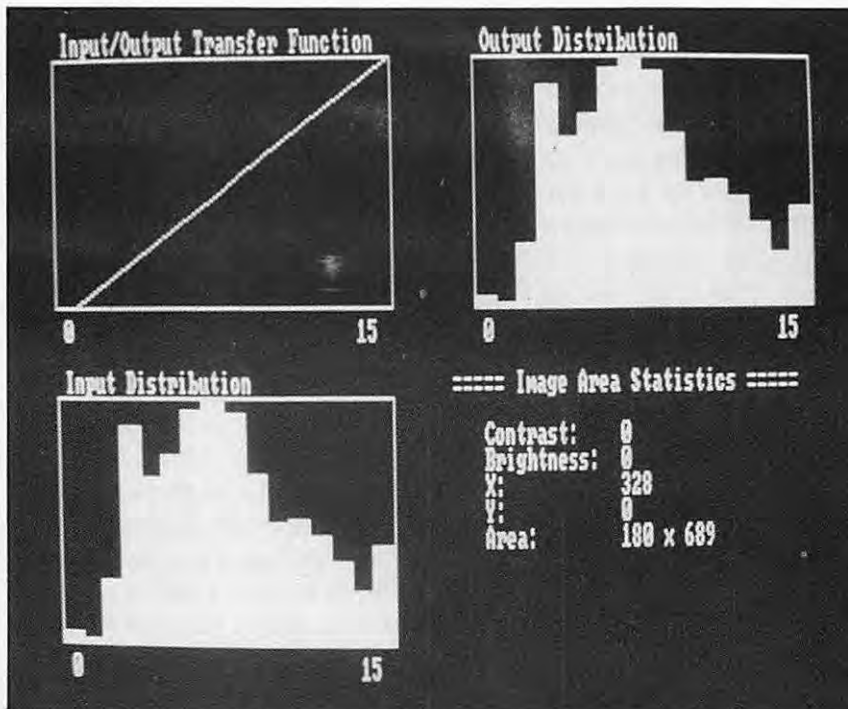 Input/Output Transfer Function
0 15
Output Distribution
0 15
Input Distribution
0 15
===== Image Area Statistics =====
Contrast: 0
Brightness: 0
X: 328
Y: 0
Area: 180 x 689